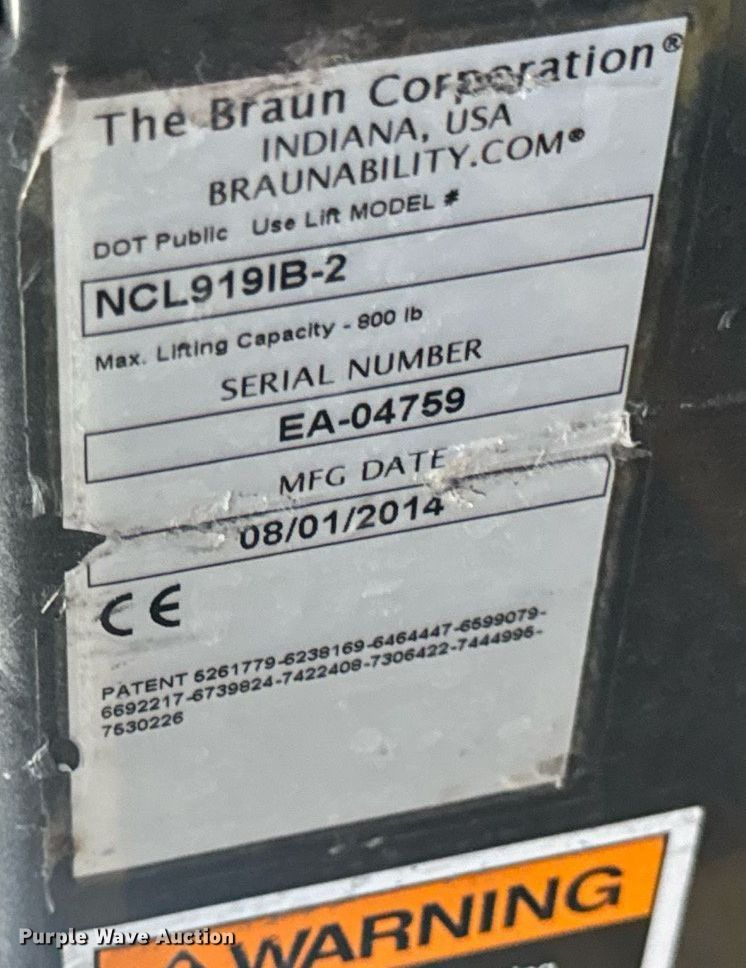 The Braun Corporation®
INDIANA, USA
BRAUNABILITY.COM®
DOT Public Use Lift MODEL #
NCL919IB-2
Max. Lifting Capacity - 800 lb
SERIAL NUMBER
EA-04759
MFG DATE
08/01/2014
CE
PATENT 5261779-6238169-6464447-6599079-
6692217-6739824-7422408-7306422-7444995-
7530226
WARNING
Purple Wave Auction